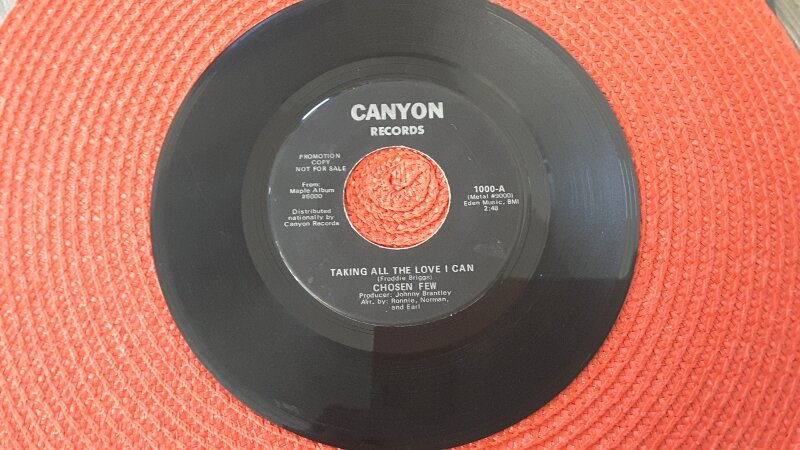 CANYON
RECORDS
PROMOTION
COPY
NOT FOR SALE
From:
Maple Album
#6000
Distributed
nationally by
Canyon Records
1000-A
(Metal #9000)
Eden Music, BMI
2:48
TAKING ALL THE LOVE I CAN
(Freddie Briggs)
CHOSEN FEW
Producer: Johnny Brantley
Arr. by: Ronnie, Norman,
and Earl